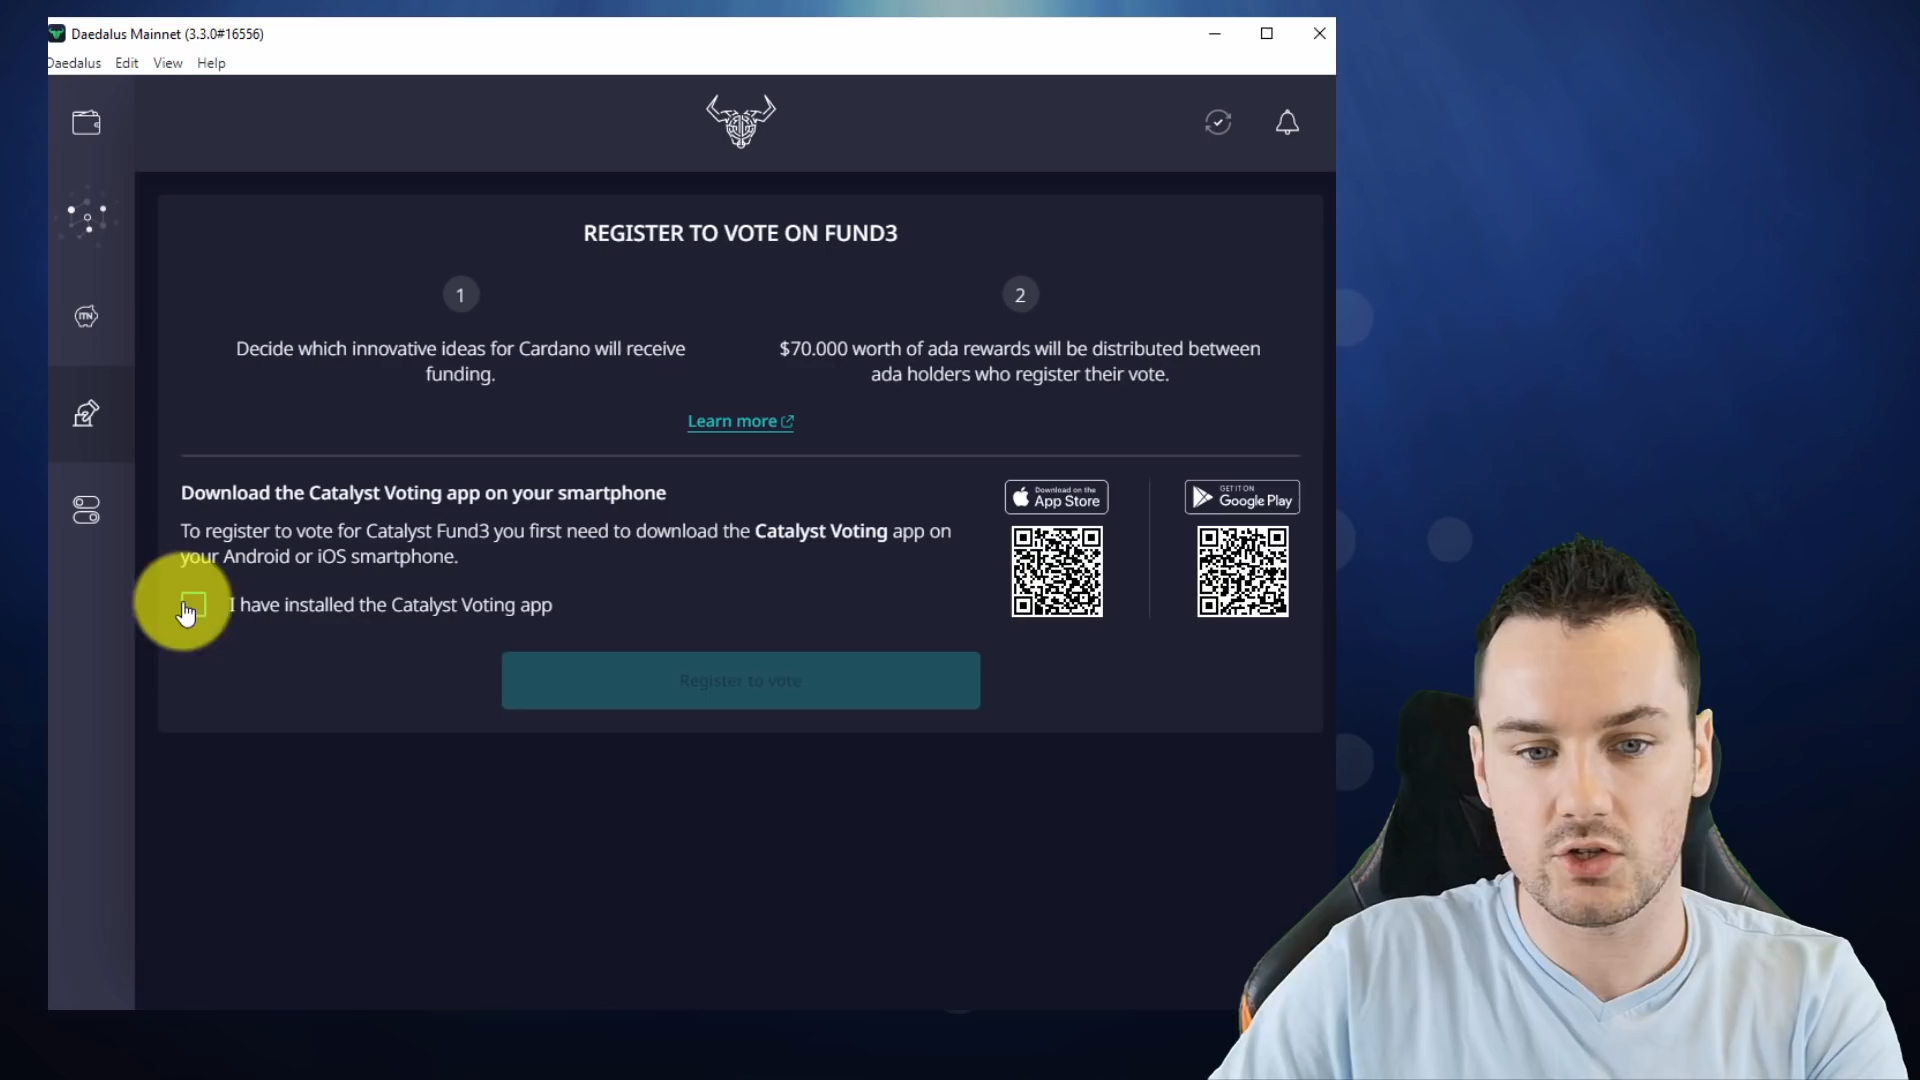 Daedalus Mainnet (3.3.0#16556)
Daedalus Edit View Help
REGISTER TO VOTE ON FUND3
1
2
Decide which innovative ideas for Cardano will receive
funding.
$70.000 worth of ada rewards will be distributed between
ada holders who register their vote.
Learn more
ITN
Download the Catalyst Voting app on your smartphone
To register to vote for Catalyst Fund3 you first need to download the Catalyst Voting app on
your Android or iOS smartphone.
Download on the
App Store
GET IT ON
Google Play
I have installed the Catalyst Voting app
Register to vote